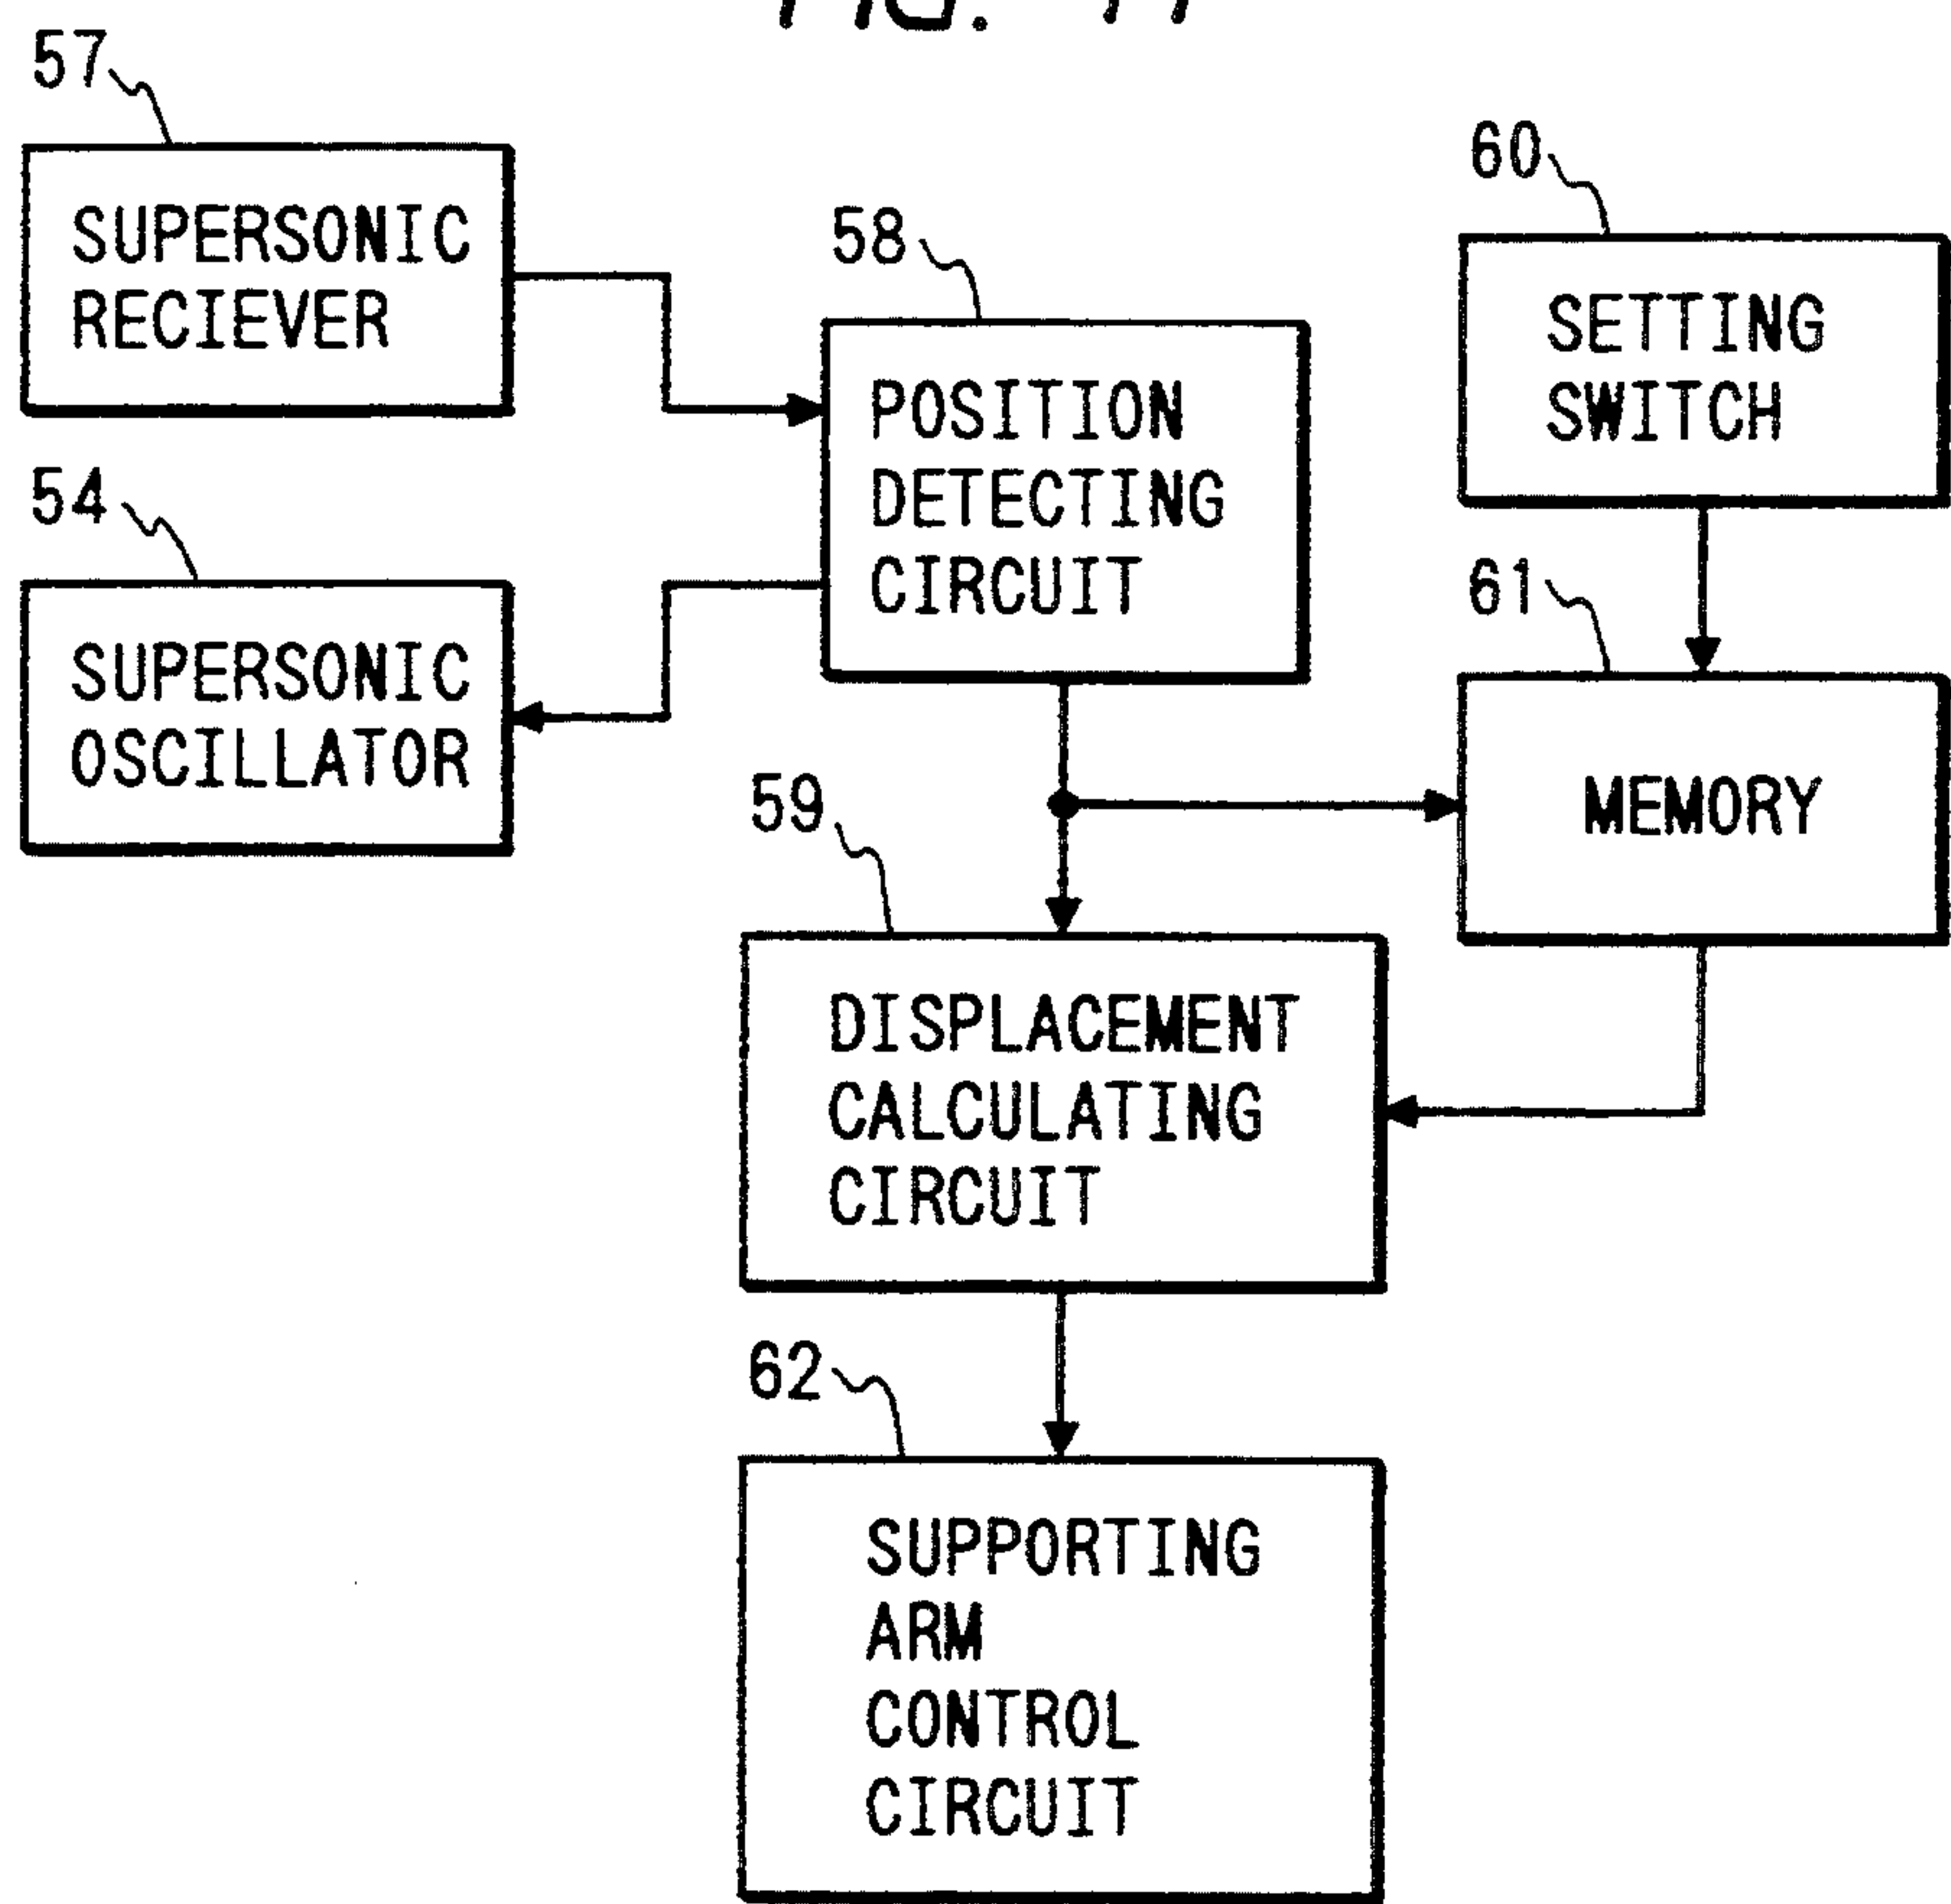 57
SUPERSONIC
RECIEVER
54
SUPERSONIC
OSCILLATOR
58
POSITION
DETECTING
CIRCUIT
60
SETTING
SWITCH
61
MEMORY
59
DISPLACEMENT
CALCULATING
CIRCUIT
62
SUPPORTING
ARM
CONTROL
CIRCUIT